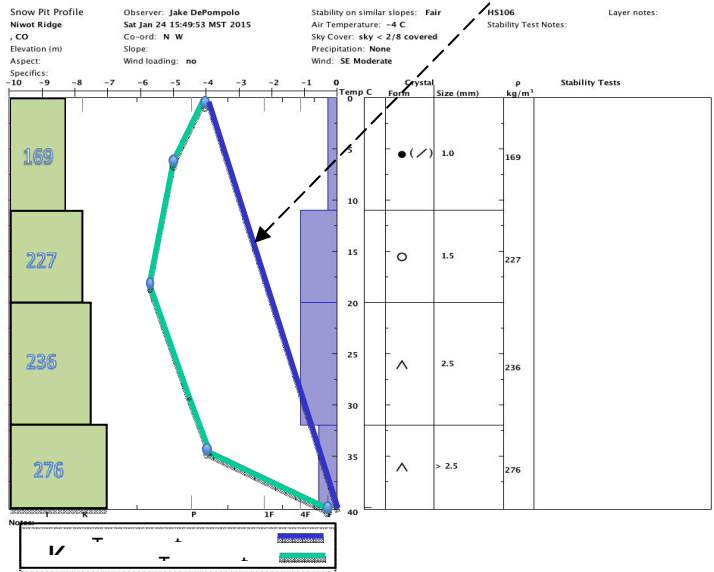 Snow Pit Profile Observer: Jake DePompolo Stability on similar slopes: Fair HS106 Layer notes:
Niwot Ridge Sat Jan 24 15:49:53 MST 2015 Air Temperature: -4 C Stability Test Notes:
, CO Co-ord: N W Sky Cover: sky < 2/8 covered
Elevation (m) Slope: Precipitation: None
Aspect: Wind loading: no Wind: SE Moderate
Specifics:
-10 -9 -8 -7 -6 -5 -4 -3 -2 -1 0 Crystal ρ Stability Tests
Temp C 0 Form Size (mm) kg/m³
169 5 ( ) 1.0 169
10
227 15 1.5 227
20
236 25 2.5 236
30
276 35 > 2.5 276
40
I K P 1F 4F F
Notes: